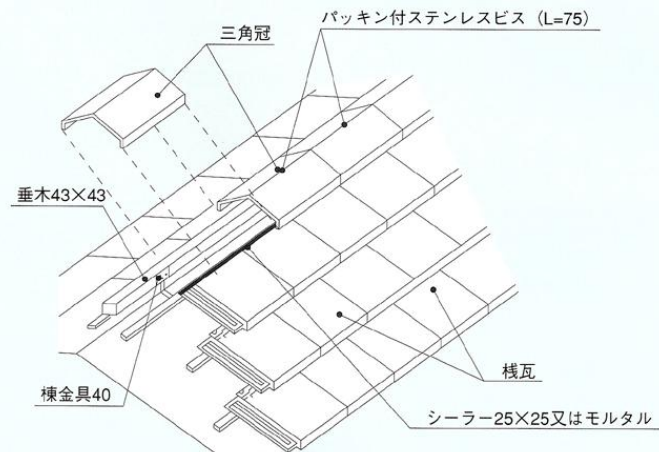 三角冠
パッキン付ステンレスビス（L=75）
垂木43×43
棟金具40
桟瓦
シーラー25×25又はモルタル